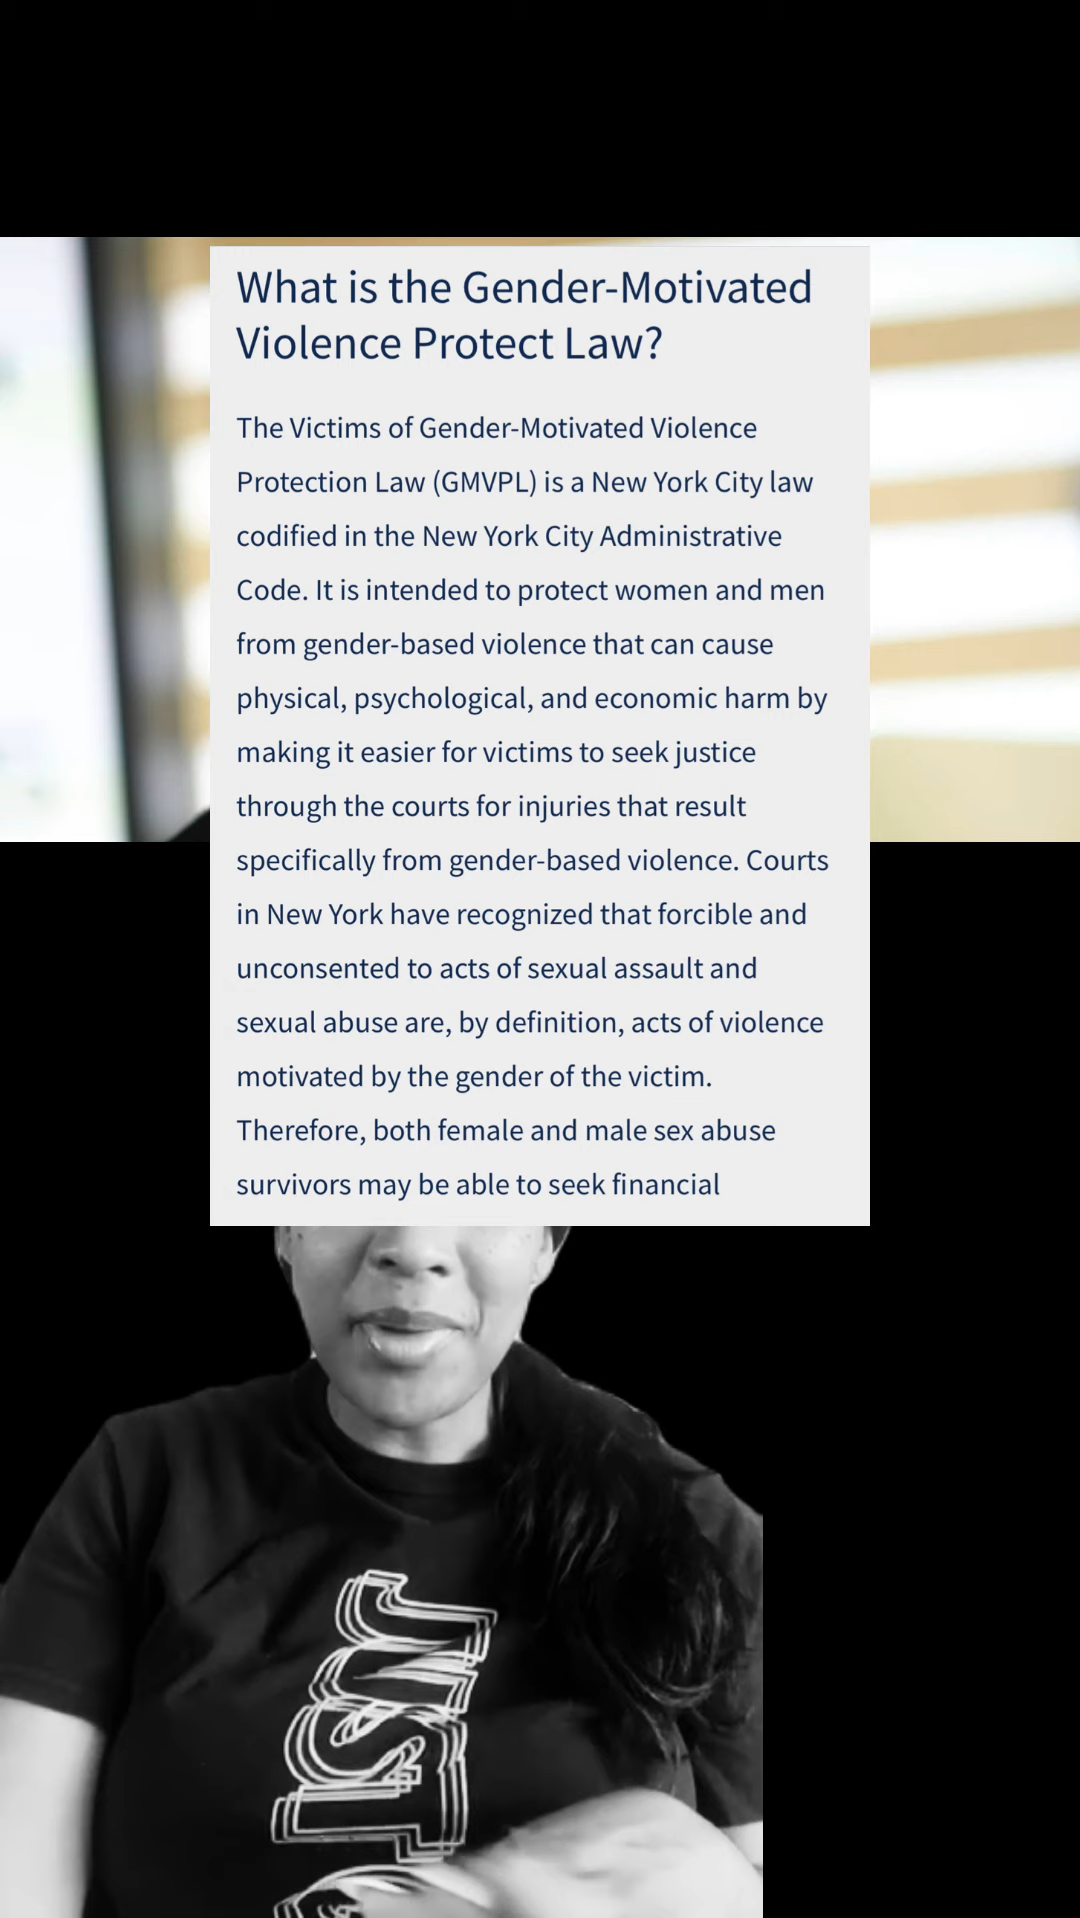 What is the Gender-Motivated
Violence Protect Law?
The Victims of Gender-Motivated Violence
Protection Law (GMVPL) is a New York City law
codified in the New York City Administrative
Code. It is intended to protect women and men
from gender-based violence that can cause
physical, psychological, and economic harm by
making it easier for victims to seek justice
through the courts for injuries that result
specifically from gender-based violence. Courts
in New York have recognized that forcible and
unconsented to acts of sexual assault and
sexual abuse are, by definition, acts of violence
motivated by the gender of the victim.
Therefore, both female and male sex abuse
survivors may be able to seek financial